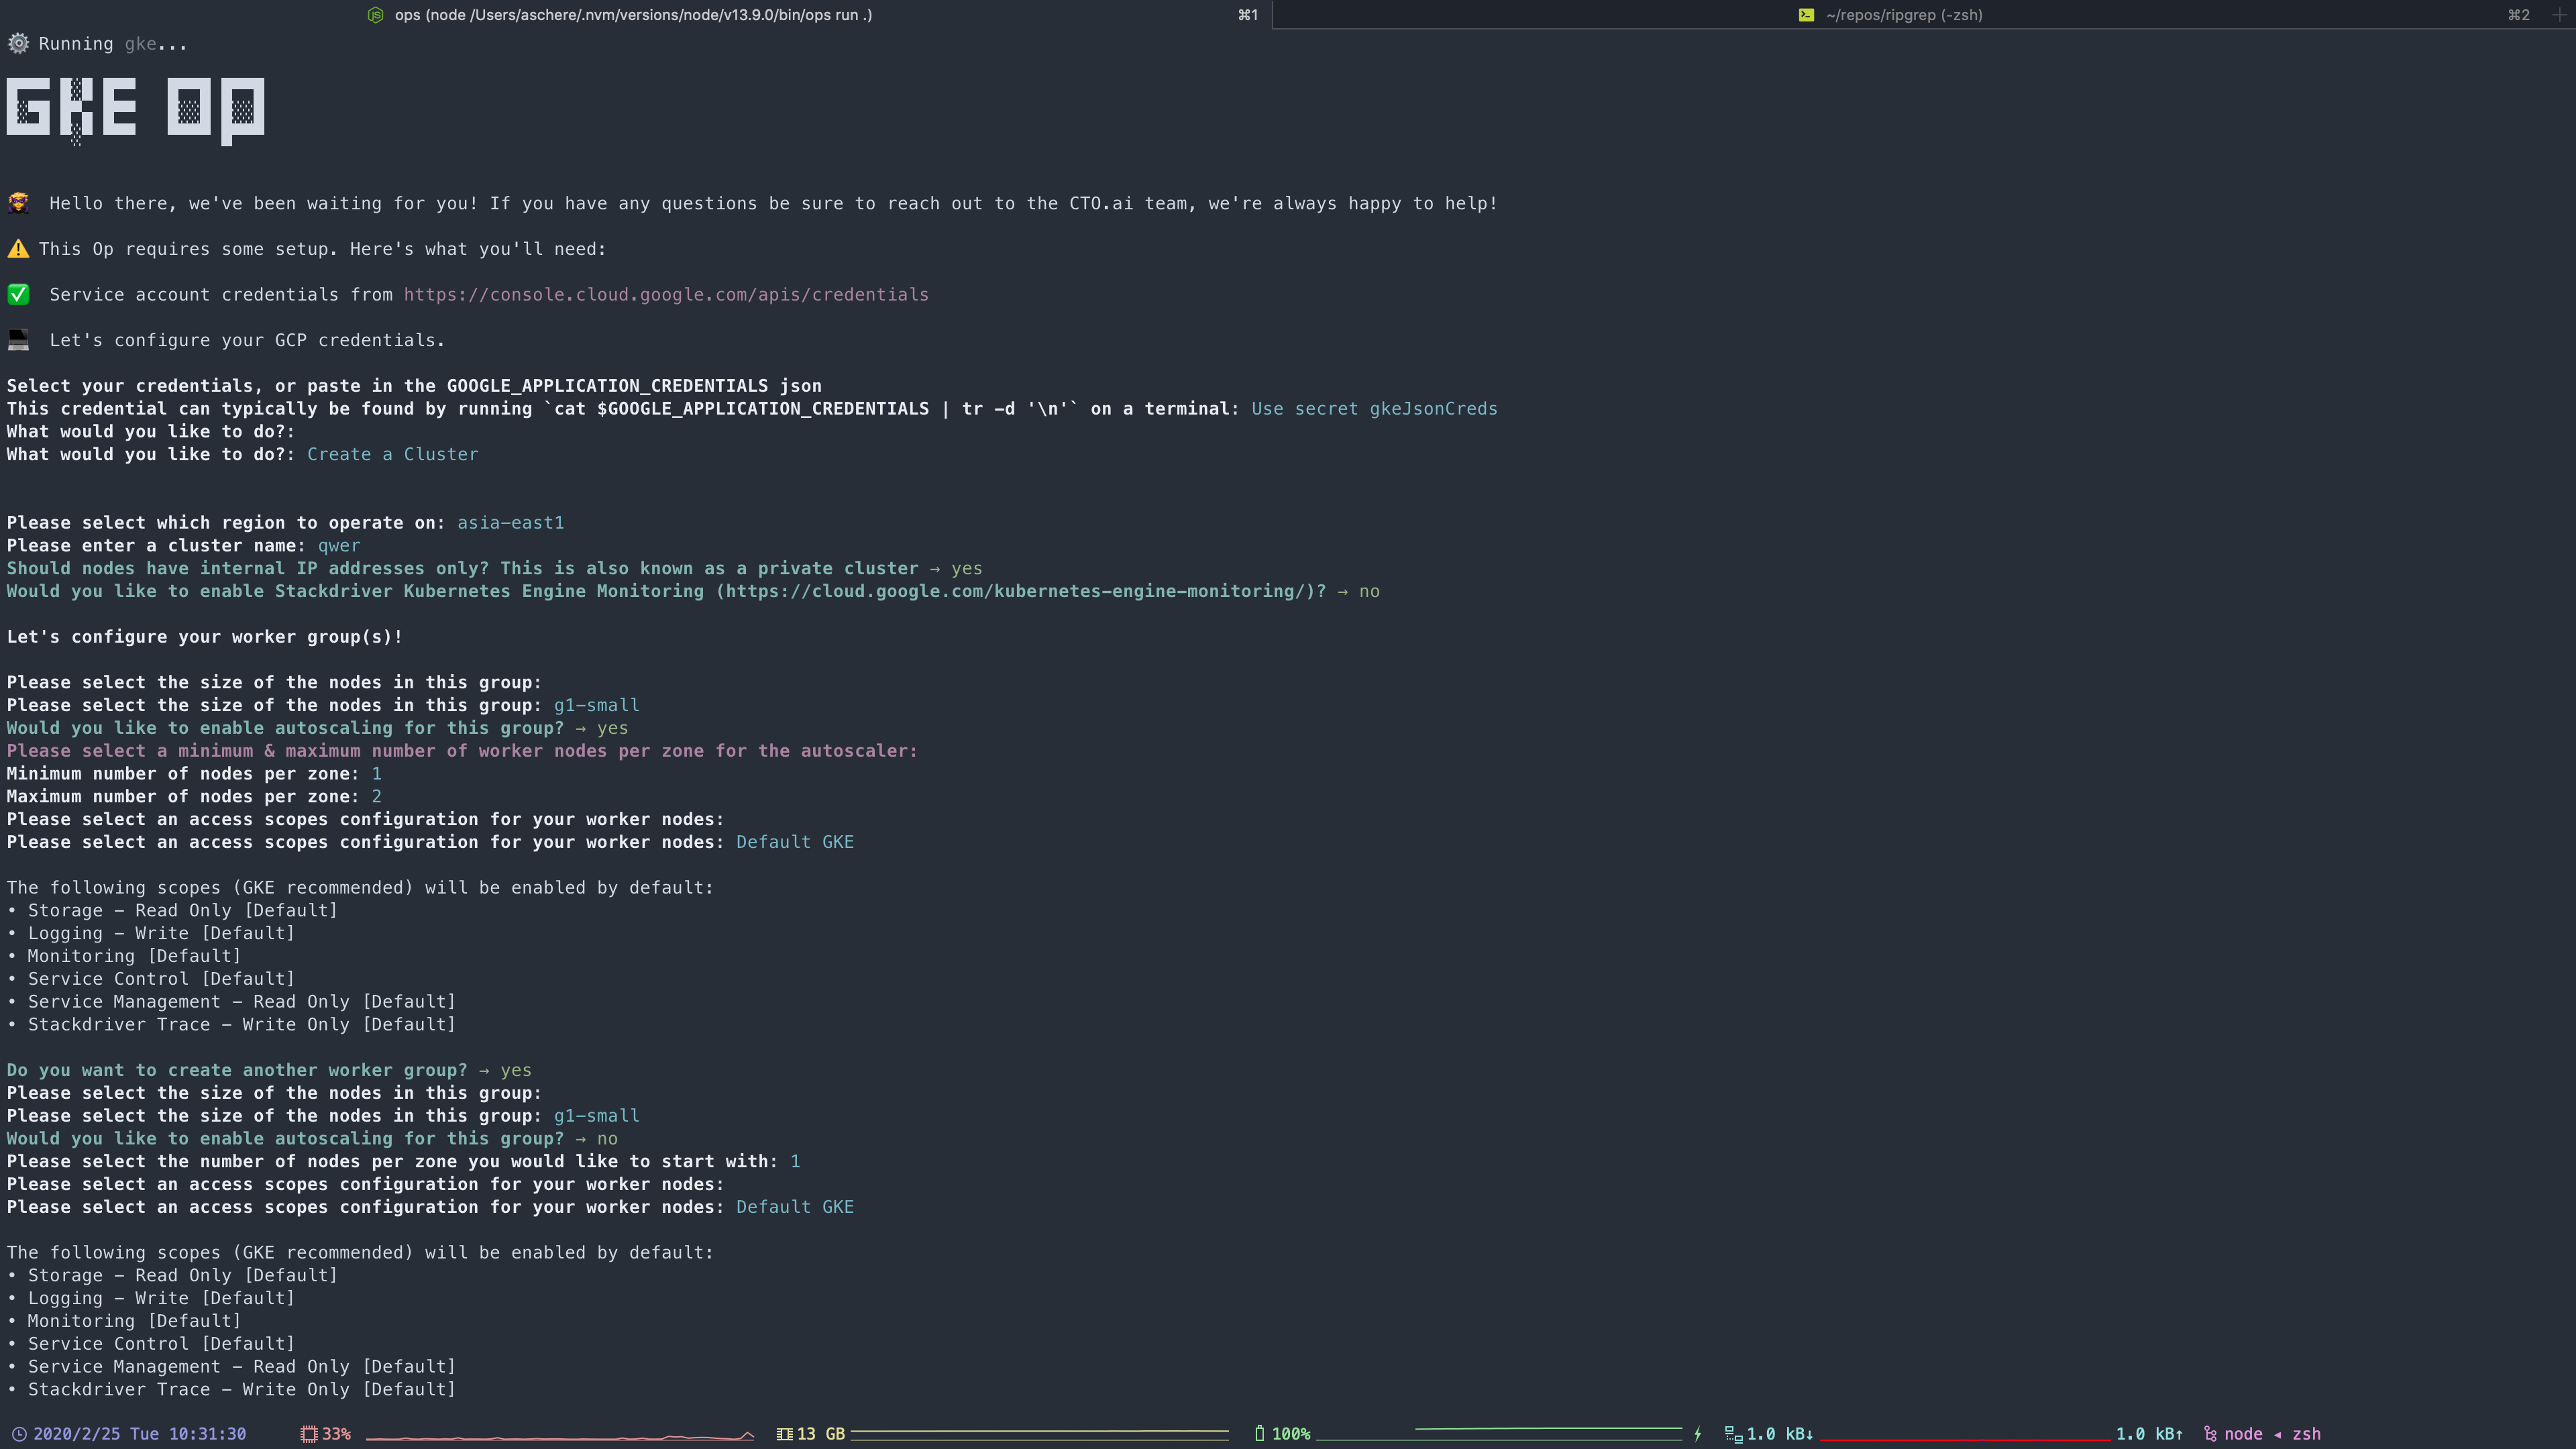 ops (node /Users/aschere/.nvm/versions/node/v13.9.0/bin/ops run .) ⌘1 ~/repos/ripgrep (-zsh) ⌘2
Running gke...
GKE Op
Hello there, we've been waiting for you! If you have any questions be sure to reach out to the CTO.ai team, we're always happy to help!
This Op requires some setup. Here's what you'll need:
Service account credentials from https://console.cloud.google.com/apis/credentials
Let's configure your GCP credentials.
Select your credentials, or paste in the GOOGLE_APPLICATION_CREDENTIALS json
This credential can typically be found by running `cat $GOOGLE_APPLICATION_CREDENTIALS | tr -d '\n'` on a terminal: Use secret gkeJsonCreds
What would you like to do?:
What would you like to do?: Create a Cluster
Please select which region to operate on: asia-east1
Please enter a cluster name: qwer
Should nodes have internal IP addresses only? This is also known as a private cluster → yes
Would you like to enable Stackdriver Kubernetes Engine Monitoring (https://cloud.google.com/kubernetes-engine-monitoring/)? → no
Let's configure your worker group(s)!
Please select the size of the nodes in this group:
Please select the size of the nodes in this group: g1-small
Would you like to enable autoscaling for this group? → yes
Please select a minimum & maximum number of worker nodes per zone for the autoscaler:
Minimum number of nodes per zone: 1
Maximum number of nodes per zone: 2
Please select an access scopes configuration for your worker nodes:
Please select an access scopes configuration for your worker nodes: Default GKE
The following scopes (GKE recommended) will be enabled by default:
• Storage - Read Only [Default]
• Logging - Write [Default]
• Monitoring [Default]
• Service Control [Default]
• Service Management - Read Only [Default]
• Stackdriver Trace - Write Only [Default]
Do you want to create another worker group? → yes
Please select the size of the nodes in this group:
Please select the size of the nodes in this group: g1-small
Would you like to enable autoscaling for this group? → no
Please select the number of nodes per zone you would like to start with: 1
Please select an access scopes configuration for your worker nodes:
Please select an access scopes configuration for your worker nodes: Default GKE
The following scopes (GKE recommended) will be enabled by default:
• Storage - Read Only [Default]
• Logging - Write [Default]
• Monitoring [Default]
• Service Control [Default]
• Service Management - Read Only [Default]
• Stackdriver Trace - Write Only [Default]
2020/2/25 Tue 10:31:30 33% 13 GB 100% 1.0 kB↓ 1.0 kB↑ node ◂ zsh